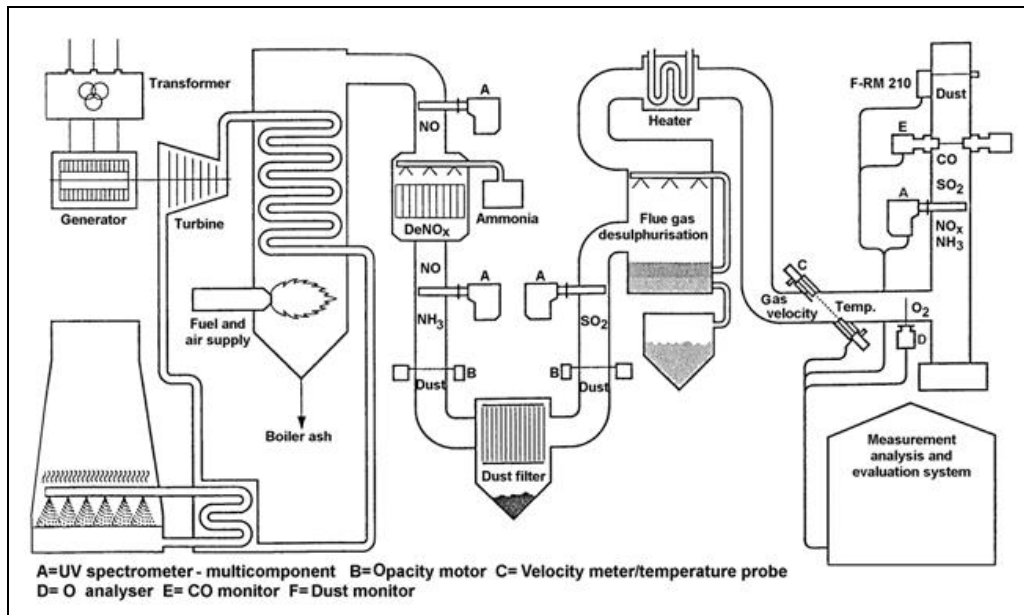 Transformer
Generator
Turbine
Fuel and
air supply
Boiler ash
A
NO
Ammonia
DeNOₓ
NO
A
NH₃
B
Dust
Dust filter
A
SO₂
B
Dust
Heater
Flue gas
desulphurisation
C
Gas
velocity
Temp.
O₂
D
F-RM 210
Dust
E
CO
SO₂
A
NOₓ
NH₃
Measurement
analysis and
evaluation system
A=UV spectrometer - multicomponent B=Opacity motor C= Velocity meter/temperature probe
D= O analyser E= CO monitor F= Dust monitor